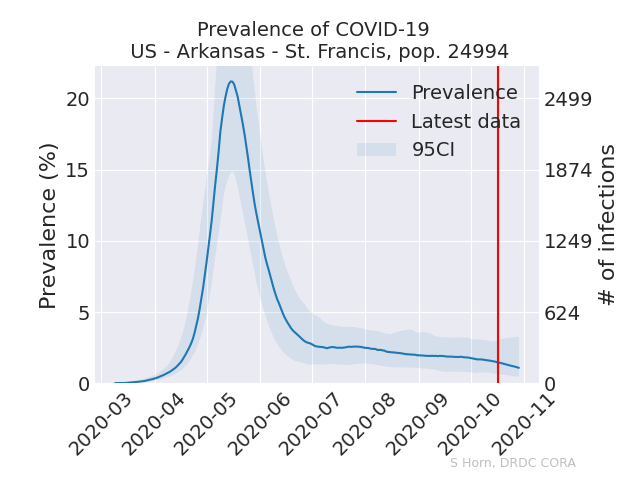 Prevalence of COVID-19
US - Arkansas - St. Francis, pop. 24994
Prevalence
Latest data
95CI
Prevalence (%)
20
15
10
5
0
2499
1874
1249
624
0
# of infections
2020-03
2020-04
2020-05
2020-06
2020-07
2020-08
2020-09
2020-10
2020-11
S Horn, DRDC CORA